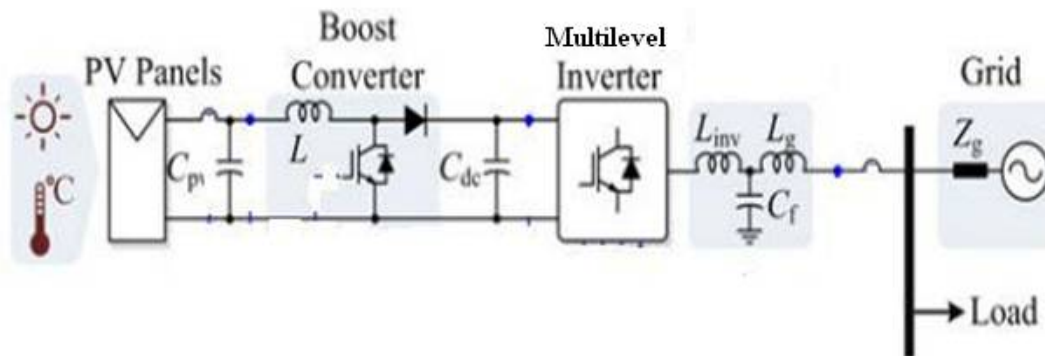 PV Panels
Boost
Converter
Multilevel
Inverter
Grid
°C
C_pv
L
C_dc
L_inv
L_g
C_f
Z_g
Load